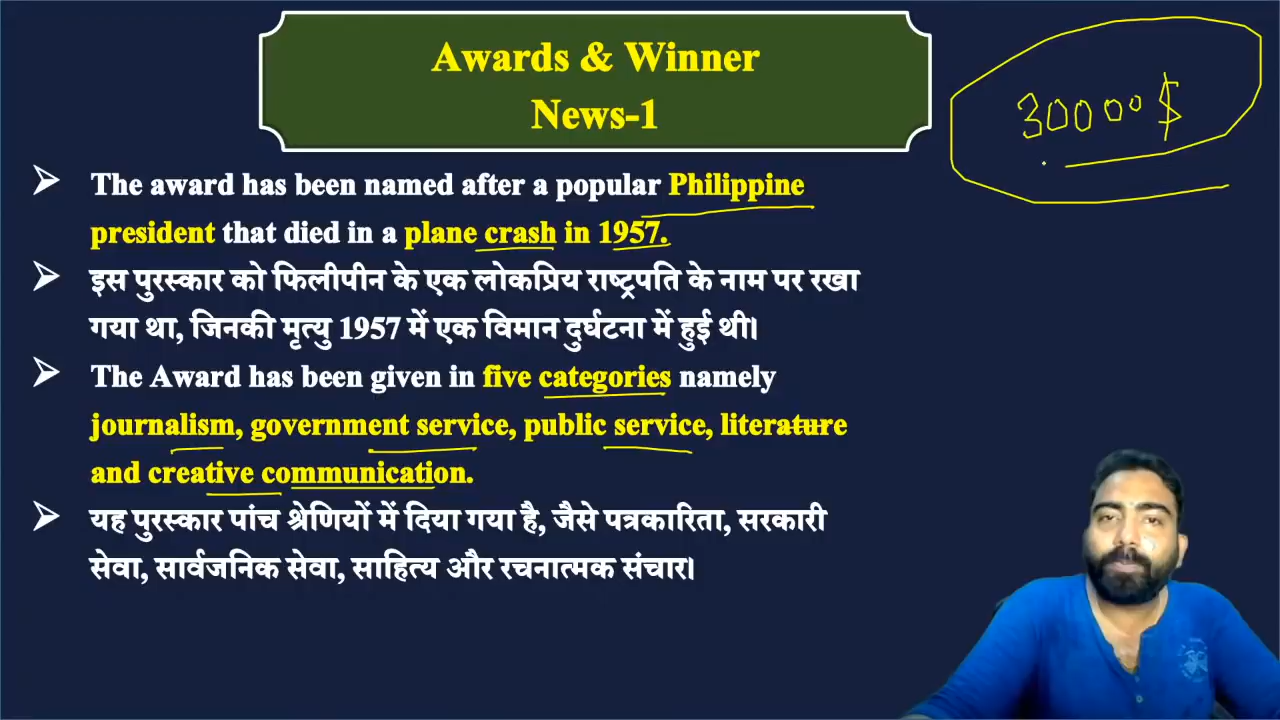 Awards & Winner
News-1
30000 $
The award has been named after a popular Philippine
president that died in a plane crash in 1957.
इस पुरस्कार को फिलीपीन के एक लोकप्रिय राष्ट्रपति के नाम पर रखा
गया था, जिनकी मृत्यु 1957 में एक विमान दुर्घटना में हुई थी।
The Award has been given in five categories namely
journalism, government service, public service, literature
and creative communication.
यह पुरस्कार पांच श्रेणियों में दिया गया है, जैसे पत्रकारिता, सरकारी
सेवा, सार्वजनिक सेवा, साहित्य और रचनात्मक संचार।